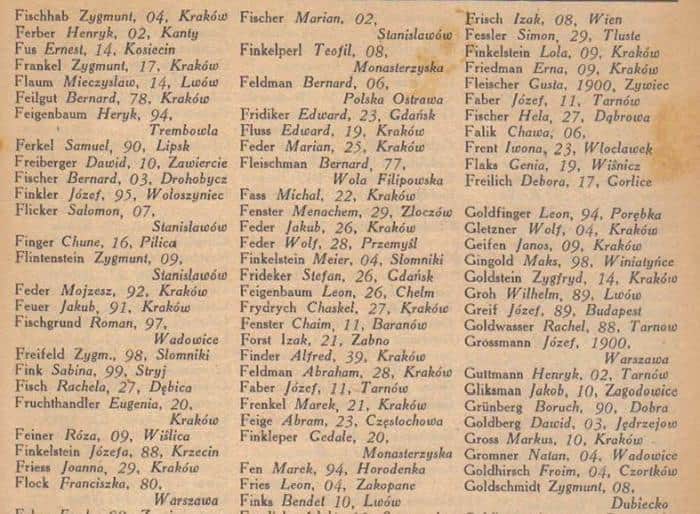 Fischhab Zygmunt, 04, Kraków
Ferber Henryk, 02, Kanty
Fus Ernest, 14, Kosiecin
Frankel Zygmunt, 17, Kraków
Flaum Mieczyslaw, 14, Lwów
Feilgut Bernard, 78, Kraków
Feigenbaum Heryk, 94,
Trembowla
Ferkel Samuel, 90, Lipsk
Freiberger Dawid, 10, Zawiercie
Fischer Bernard, 03, Drohobycz
Finkler Józef, 95, Woloszyniec
Flicker Salomon, 07,
Stanisławów
Finger Chune, 16, Pilica
Flintenstein Zygmunt, 09,
Stanisławów
Feder Mojzesz, 92, Kraków
Feuer Jakub, 91, Kraków
Fischgrund Roman, 97,
Wadowice
Freifeld Zygm., 98, Slomniki
Fink Sabina, 99, Stryj
Fisch Rachela, 27, Dębica
Fruchthandler Eugenia, 20,
Kraków
Feiner Róza, 09, Wiślica
Finkelstein Józefa, 88, Krzecin
Friess Joanna, 29, Kraków
Flock Franciszka, 80,
Warszawa
Fischer Marian, 02,
Stanislawów
Finkelperl Teofil, 08,
Monasterzyska
Feldman Bernard, 06,
Polska Ostrawa
Fridiker Edward, 23, Gdańsk
Fluss Edward, 19, Kraków
Feder Marian, 25, Kraków
Fleischman Bernard, 77,
Wola Filipowska
Fass Michal, 22, Kraków
Fenster Menachem, 29, Zloczów
Feder Jakub, 26, Kraków
Feder Wolf, 28, Przemyśl
Finkelstein Meier, 04, Słomniki
Frideker Stefan, 26, Gdańsk
Feigenbaum Leon, 26, Chelm
Frydrych Chaskel, 27, Kraków
Fenster Chaim, 11, Baranów
Forst Izak, 21, Zabno
Finder Alfred, 39, Kraków
Feldman Abraham, 28, Kraków
Faber Józef, 11, Tarnów
Frenkel Marek, 21, Kraków
Feige Abram, 23, Częstochowa
Finkleper Gedale, 20,
Monasterzyska
Fen Marek, 94, Horodenka
Fries Leon, 04, Zakopane
Finks Bendet 10, Lwów
Frisch Izak, 08, Wien
Fessler Simon, 29, Tluste
Finkelstein Lola, 09, Kraków
Friedman Erna, 09, Kraków
Fleischer Gusta, 1900, Zywiec
Faber Józef, 11, Tarnów
Fischer Hela, 27, Dąbrowa
Falik Chawa, 06,
Frent Iwona, 23, Wloclawek
Flaks Genia, 19, Wiśnicz
Freilich Debora, 17, Gorlice
Goldfinger Leon, 94, Porębka
Gletzner Wolf, 04, Kraków
Geifen Janos, 09, Kraków
Gingold Maks, 98, Winiatyńce
Goldstein Zygfryd, 14, Kraków
Groh Wilhelm, 89, Lwów
Greif Józef, 89, Budapest
Goldwasser Rachel, 88, Tarnow
Grossmann Józef, 1900,
Warszawa
Guttmann Henryk, 02, Tarnów
Gliksman Jakob, 10, Zagodowice
Grünberg Boruch, 90, Dobra
Goldberg Dawid, 03, Jędrzejow
Gross Markus, 10, Kraków
Gromner Natan, 04, Wadowice
Goldhirsch Froim, 04, Czortków
Goldschmidt Zygmunt, 08,
Dubiecko